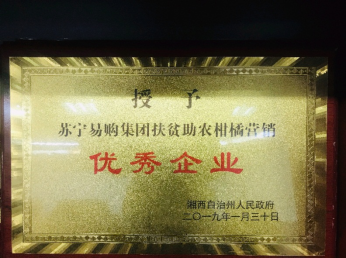 授予
苏宁易购集团扶贫助农柑橘营销
优秀企业
湘西自治州人民政府
二〇一九年一月三十日